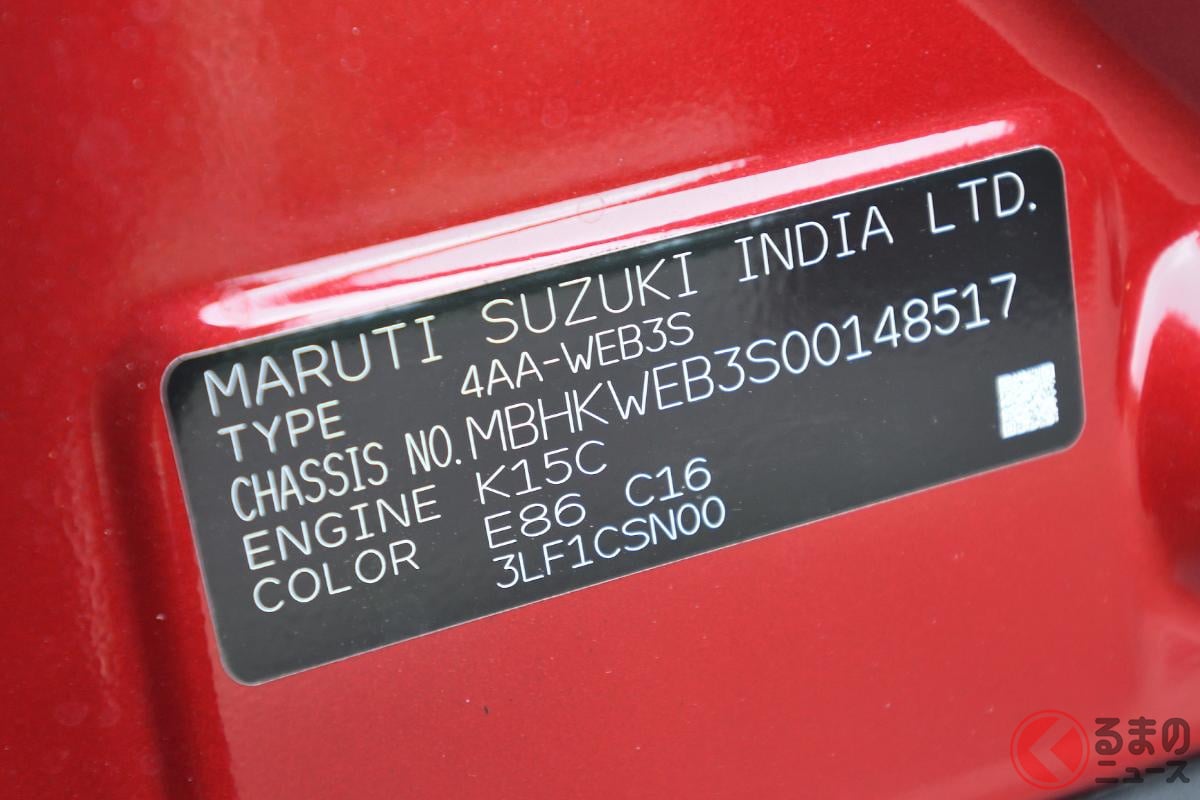 MARUTI SUZUKI INDIA LTD.
TYPE 4AA-WEB3S
CHASSIS NO. MBHKWEB3S00148517
ENGINE K15C
COLOR E86 C16
3LF1CSN00
くるまの
ニュース